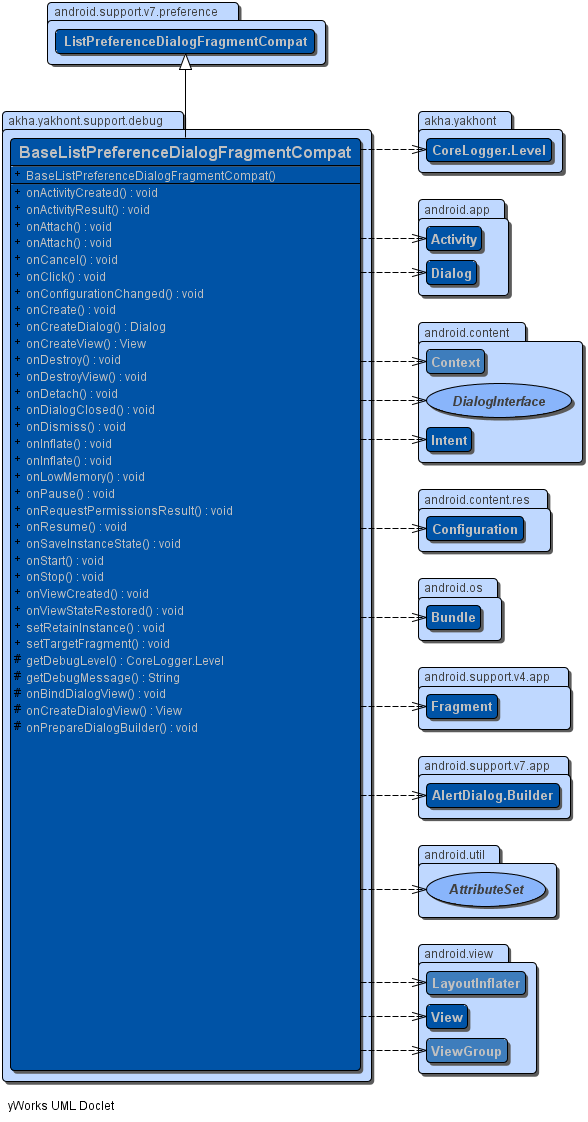 android.support.v7.preference
ListPreferenceDialogFragmentCompat
akha.yakhont.support.debug
BaseListPreferenceDialogFragmentCompat
+ BaseListPreferenceDialogFragmentCompat()
+ onActivityCreated() : void
+ onActivityResult() : void
+ onAttach() : void
+ onAttach() : void
+ onCancel() : void
+ onClick() : void
+ onConfigurationChanged() : void
+ onCreate() : void
+ onCreateDialog() : Dialog
+ onCreateView() : View
+ onDestroy() : void
+ onDestroyView() : void
+ onDetach() : void
+ onDialogClosed() : void
+ onDismiss() : void
+ onInflate() : void
+ onInflate() : void
+ onLowMemory() : void
+ onPause() : void
+ onRequestPermissionsResult() : void
+ onResume() : void
+ onSaveInstanceState() : void
+ onStart() : void
+ onStop() : void
+ onViewCreated() : void
+ onViewStateRestored() : void
+ setRetainInstance() : void
+ setTargetFragment() : void
# getDebugLevel() : CoreLogger.Level
# getDebugMessage() : String
# onBindDialogView() : void
# onCreateDialogView() : View
# onPrepareDialogBuilder() : void
akha.yakhont
CoreLogger.Level
android.app
Activity
Dialog
android.content
Context
DialogInterface
Intent
android.content.res
Configuration
android.os
Bundle
android.support.v4.app
Fragment
android.support.v7.app
AlertDialog.Builder
android.util
AttributeSet
android.view
LayoutInflater
View
ViewGroup
yWorks UML Doclet